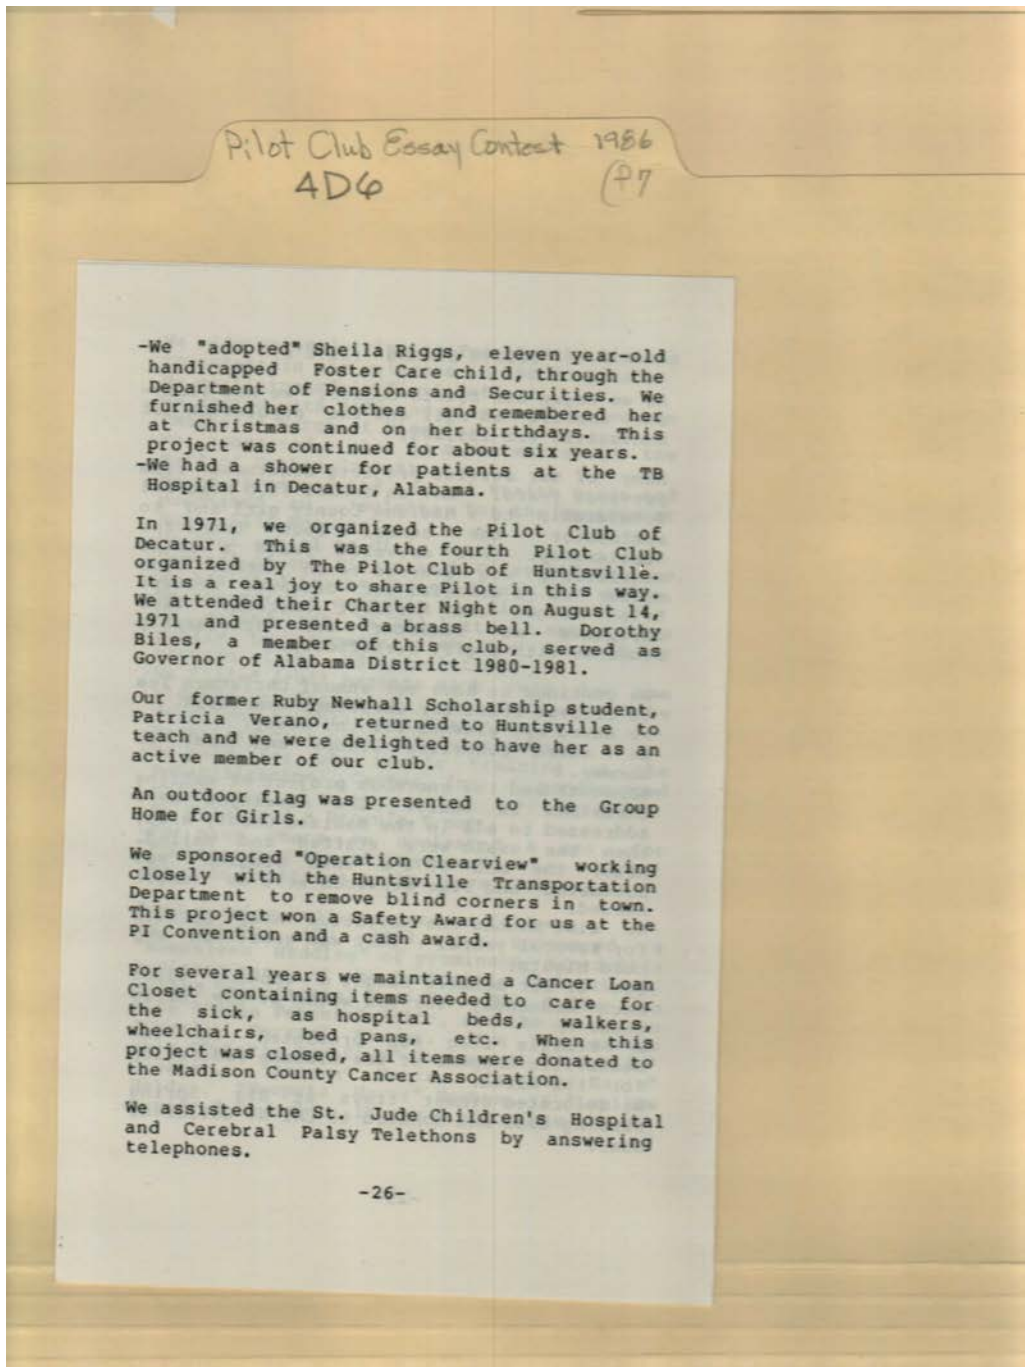 Pilot Club Essay Contest 1986
4D6 (P7
-We "adopted" Sheila Riggs, eleven year-old
handicapped Foster Care child, through the
Department of Pensions and Securities. We
furnished her clothes and remembered her
at Christmas and on her birthdays. This
project was continued for about six years.
-We had a shower for patients at the TB
Hospital in Decatur, Alabama.
In 1971, we organized the Pilot Club of
Decatur. This was the fourth Pilot Club
organized by The Pilot Club of Huntsville.
It is a real joy to share Pilot in this way.
We attended their Charter Night on August 14,
1971 and presented a brass bell. Dorothy
Biles, a member of this club, served as
Governor of Alabama District 1980-1981.
Our former Ruby Newhall Scholarship student,
Patricia Verano, returned to Huntsville to
teach and we were delighted to have her as an
active member of our club.
An outdoor flag was presented to the Group
Home for Girls.
We sponsored "Operation Clearview" working
closely with the Huntsville Transportation
Department to remove blind corners in town.
This project won a Safety Award for us at the
PI Convention and a cash award.
For several years we maintained a Cancer Loan
Closet containing items needed to care for
the sick, as hospital beds, walkers,
wheelchairs, bed pans, etc. When this
project was closed, all items were donated to
the Madison County Cancer Association.
We assisted the St. Jude Children's Hospital
and Cerebral Palsy Telethons by answering
telephones.
-26-